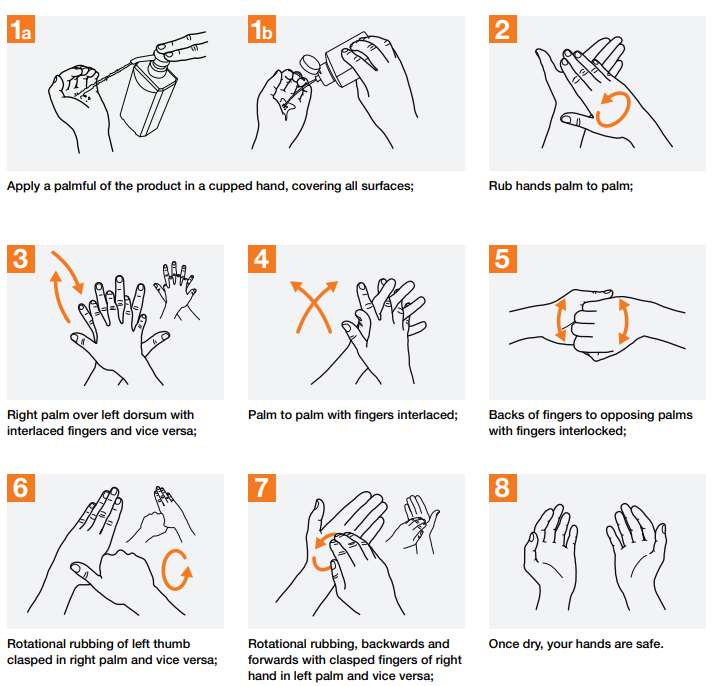 1a
1b
2
Apply a palmful of the product in a cupped hand, covering all surfaces;
Rub hands palm to palm;
3
4
5
Right palm over left dorsum with
interlaced fingers and vice versa;
Palm to palm with fingers interlaced;
Backs of fingers to opposing palms
with fingers interlocked;
6
7
8
Rotational rubbing of left thumb
clasped in right palm and vice versa;
Rotational rubbing, backwards and
forwards with clasped fingers of right
hand in left palm and vice versa;
Once dry, your hands are safe.